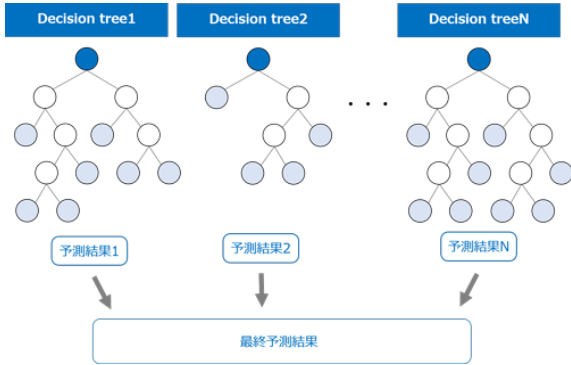 Decision tree1
Decision tree2
Decision treeN
. . .
予測結果1
予測結果2
予測結果N
最終予測結果